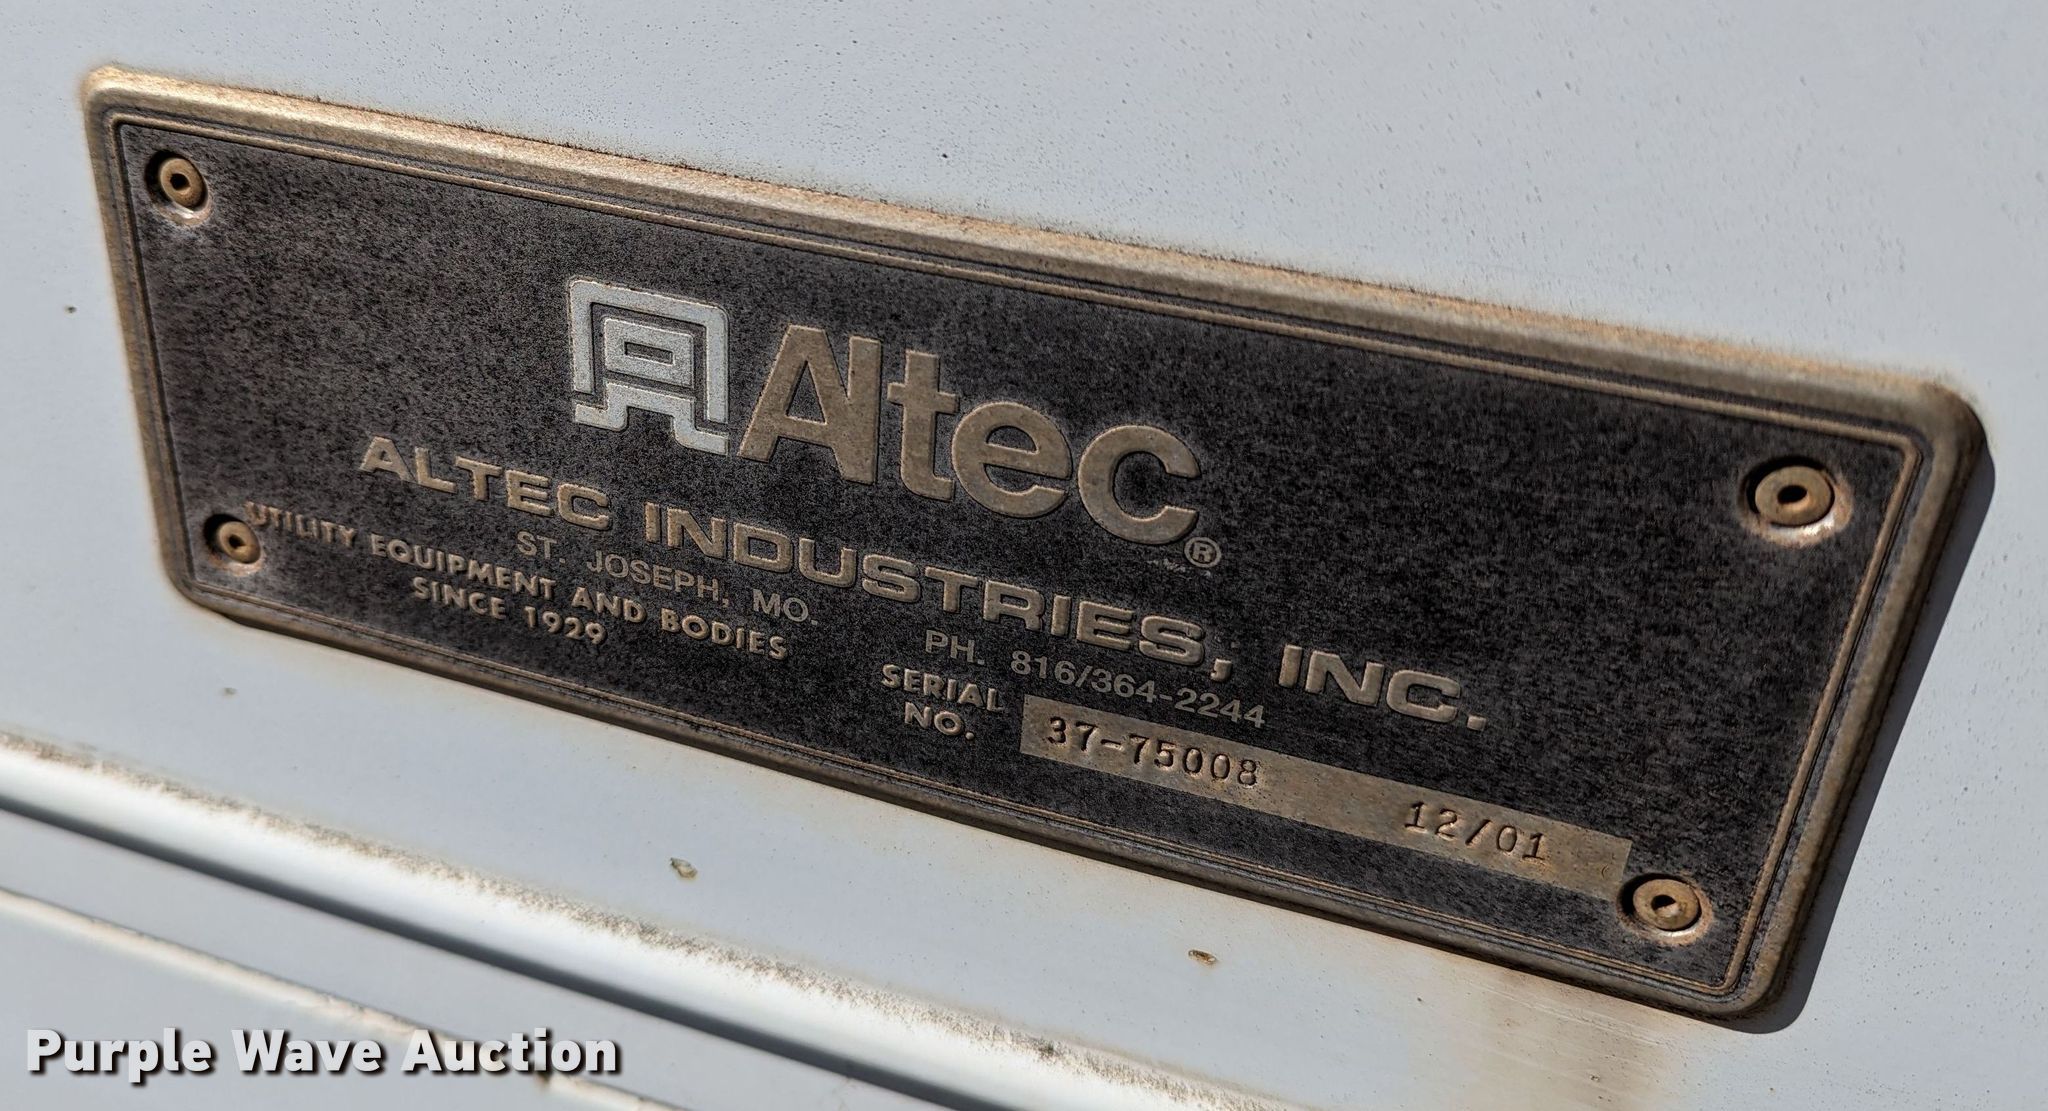 Altec®
ALTEC INDUSTRIES, INC.
ST. JOSEPH, MO. PH. 816/364-2244
UTILITY EQUIPMENT AND BODIES
SINCE 1929
SERIAL
NO. 37-75008 12/01
Purple Wave Auction